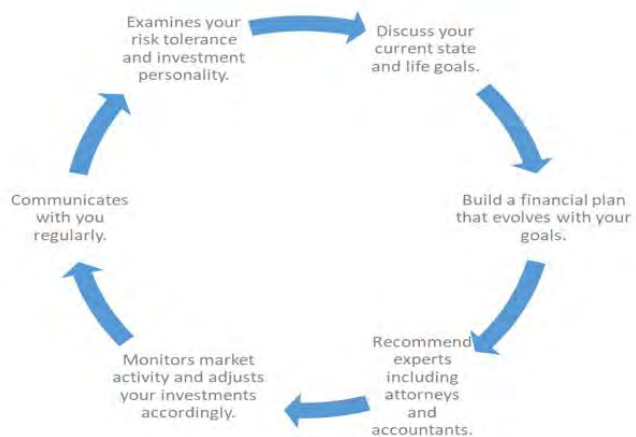 Examines your
risk tolerance
and investment
personality.
Discuss your
current state
and life goals.
Build a financial plan
that evolves with your
goals.
Recommend
experts
including
attorneys
and
accountants.
Monitors market
activity and adjusts
your investments
accordingly.
Communicates
with you
regularly.